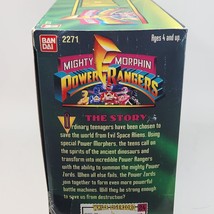 BAN
DAI
2271
Ages 4 and up.
MIGHTY MORPHIN
POWER RANGERS
THE STORY
Ordinary teenagers have been chosen to
save the world from Evil Space Aliens. Using
special Power Morphers, the teens call on
the spirits of the ancient dinosaurs and
transform into incredible Power Rangers with
the ability to summon the mighty Power
Zords. When all else fails, the Power Zords
join together to form even more powerful
battle machines. Will they be strong enough
to save us from destruction?